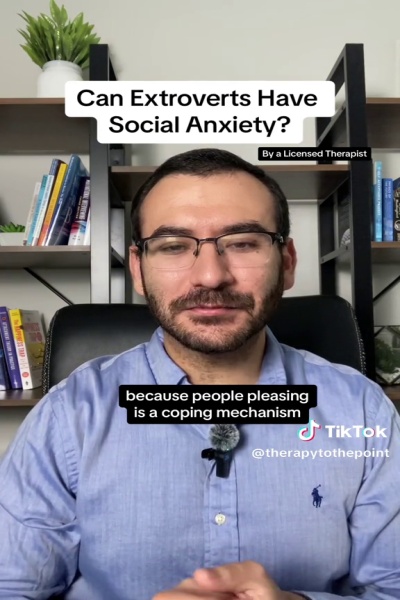 Can Extroverts Have
Social Anxiety?
By a Licensed Therapist
because people pleasing
is a coping mechanism
TikTok
@therapytothepoint